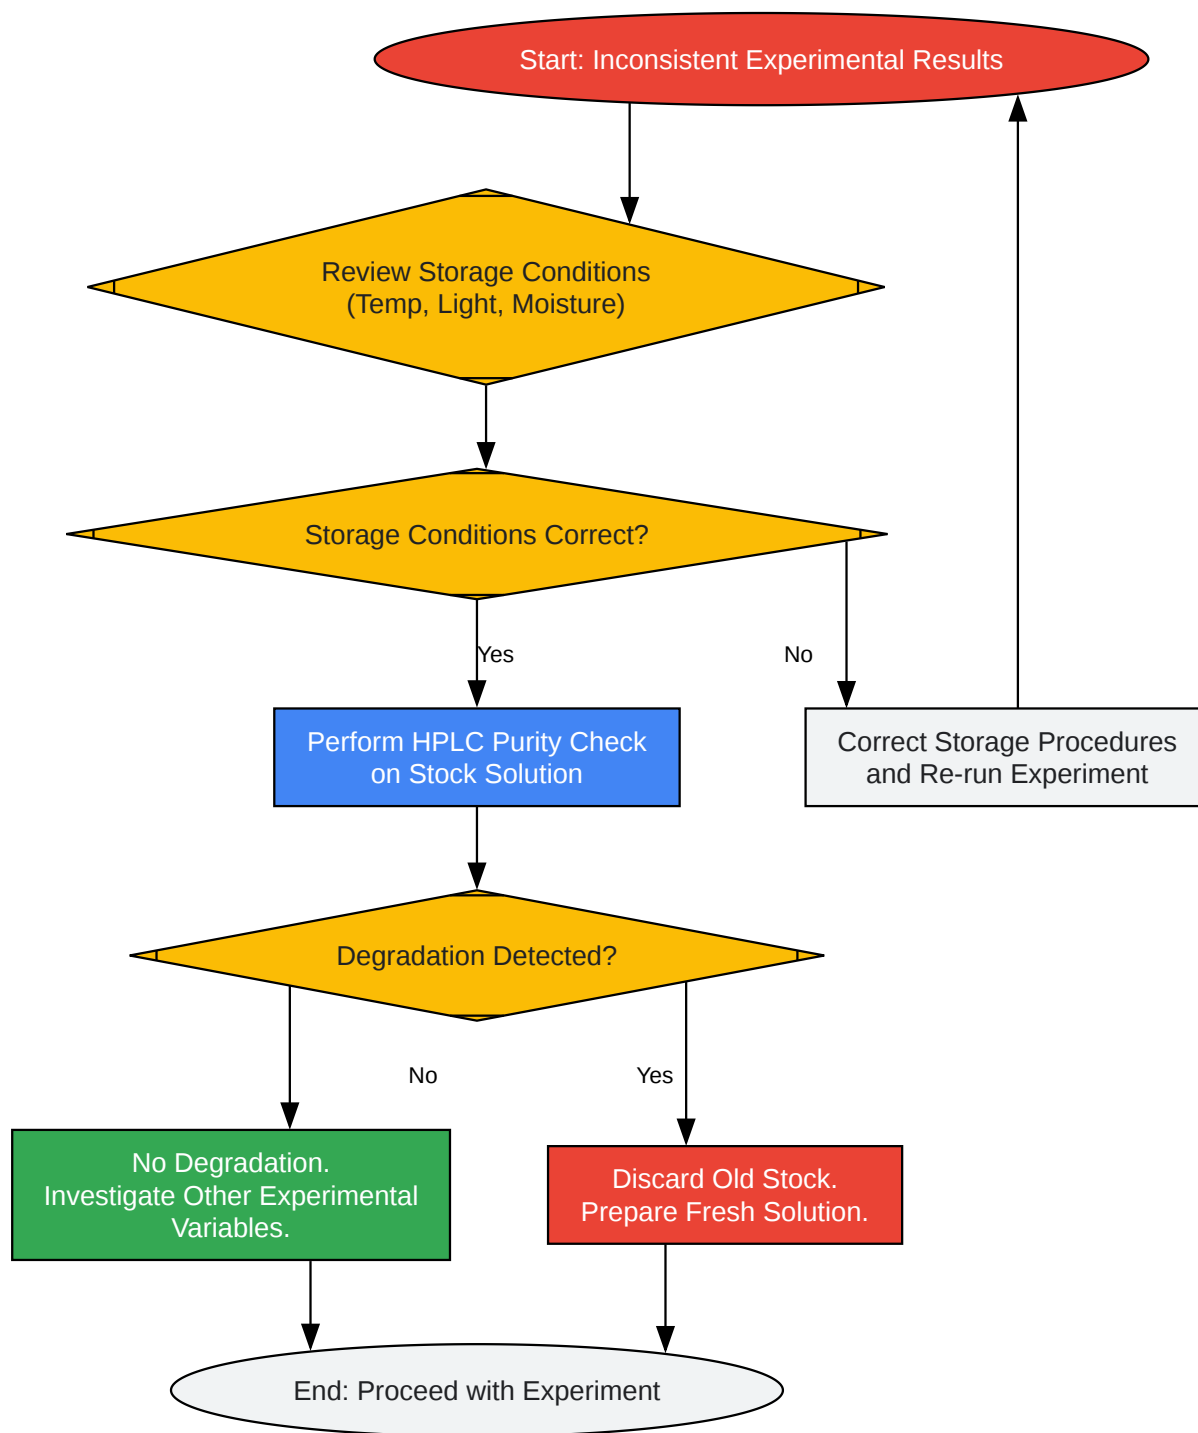 Start: Inconsistent Experimental Results
Review Storage Conditions
(Temp, Light, Moisture)
Storage Conditions Correct?
Yes
No
Perform HPLC Purity Check
on Stock Solution
Correct Storage Procedures
and Re-run Experiment
Degradation Detected?
No
Yes
No Degradation.
Investigate Other Experimental
Variables.
Discard Old Stock.
Prepare Fresh Solution.
End: Proceed with Experiment